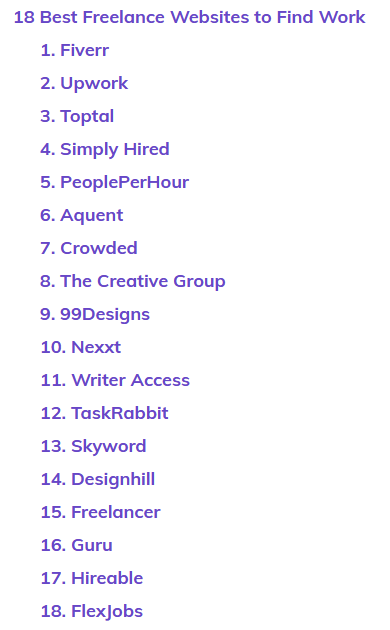 18 Best Freelance Websites to Find Work
1. Fiverr
2. Upwork
3. Toptal
4. Simply Hired
5. PeoplePerHour
6. Aquent
7. Crowded
8. The Creative Group
9. 99Designs
10. Nexxt
11. Writer Access
12. TaskRabbit
13. Skyword
14. Designhill
15. Freelancer
16. Guru
17. Hireable
18. FlexJobs